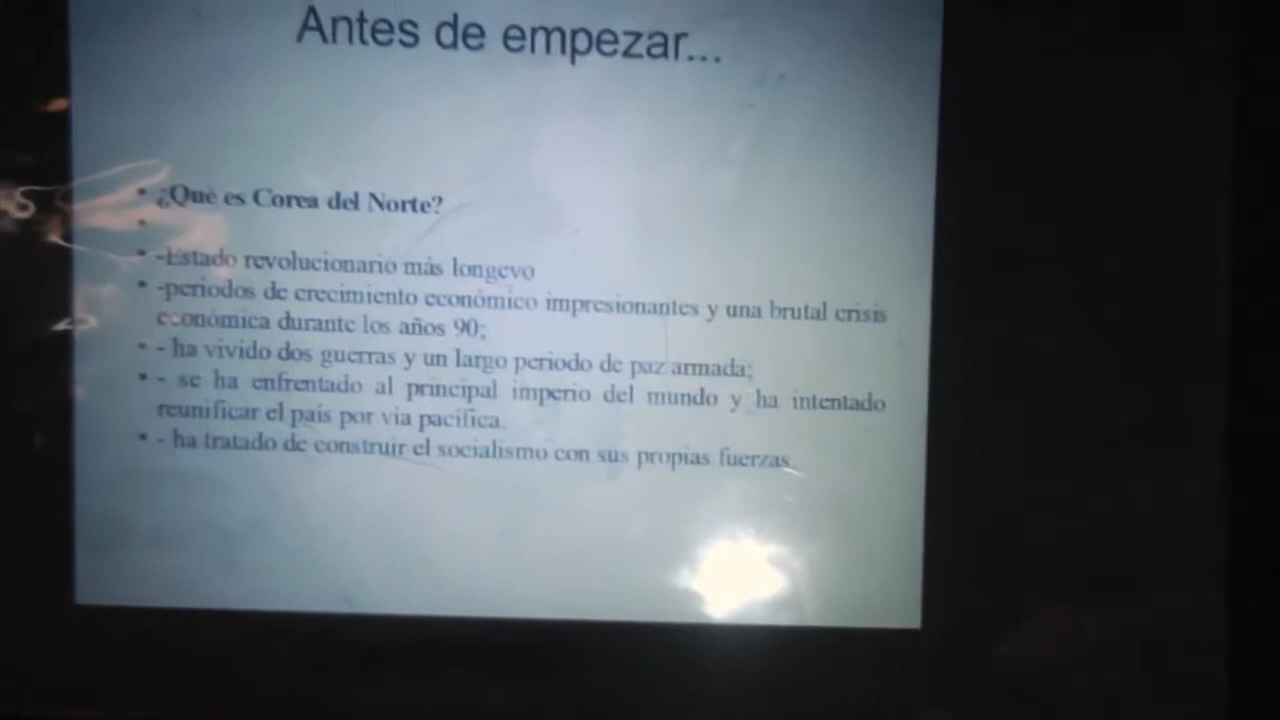 Antes de empezar...
• ¿Qué es Corea del Norte?
•
• -Estado revolucionario más longevo
• -periodos de crecimiento económico impresionantes y una brutal crisis
económica durante los años 90;
• - ha vivido dos guerras y un largo periodo de paz armada;
• - se ha enfrentado al principal imperio del mundo y ha intentado
reunificar el país por vía pacífica.
• - ha tratado de construir el socialismo con sus propias fuerzas.